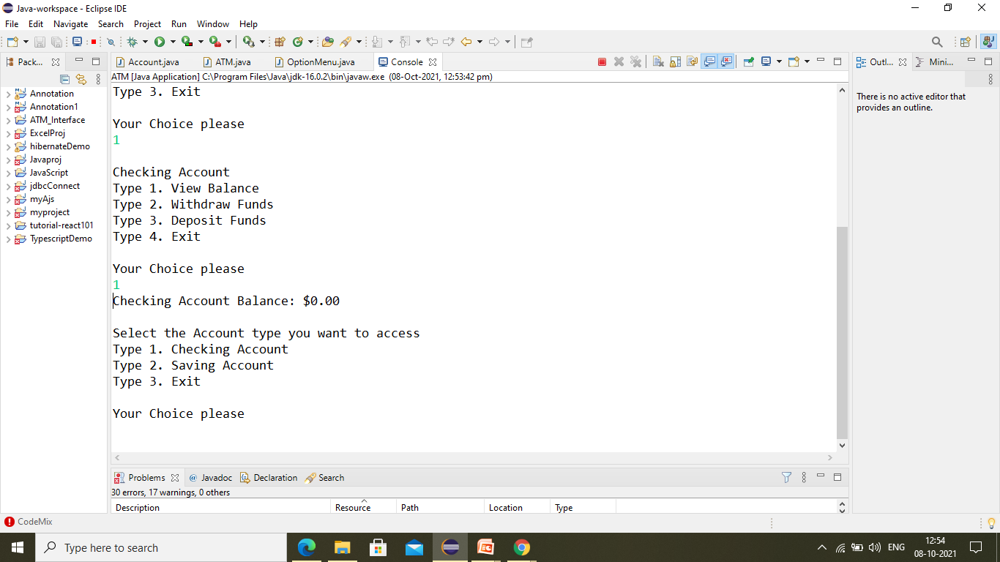 Java-workspace - Eclipse IDE
File Edit Navigate Search Project Run Window Help
Pack...
Account.java ATM.java OptionMenu.java Console
Outl... Mini...
ATM [Java Application] C:\Program Files\Java\jdk-16.0.2\bin\javaw.exe (08-Oct-2021, 12:53:42 pm)
Annotation
Annotation1
ATM_Interface
ExcelProj
hibernateDemo
Javaproj
JavaScript
jdbcConnect
myAjs
myproject
tutorial-react101
TypescriptDemo
Type 3. Exit
Your Choice please
1
Checking Account
Type 1. View Balance
Type 2. Withdraw Funds
Type 3. Deposit Funds
Type 4. Exit
Your Choice please
1
Checking Account Balance: $0.00
Select the Account type you want to access
Type 1. Checking Account
Type 2. Saving Account
Type 3. Exit
Your Choice please
There is no active editor that
provides an outline.
Problems @ Javadoc Declaration Search
30 errors, 17 warnings, 0 others
Description Resource Path Location Type
CodeMix
Type here to search
ENG
12:54
08-10-2021